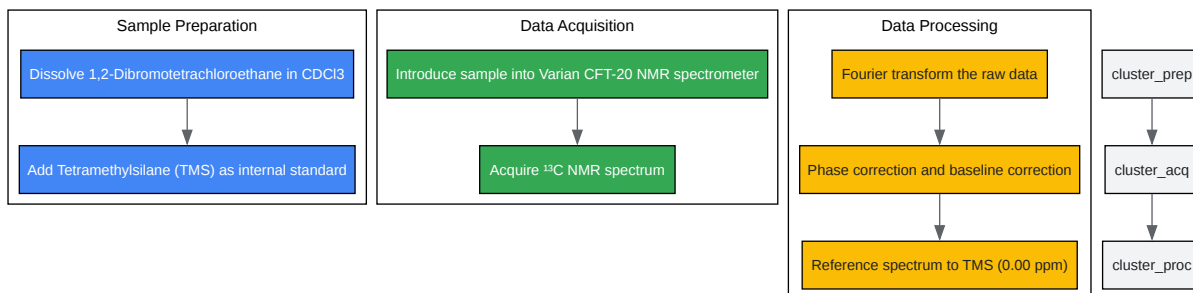 Sample Preparation
Dissolve 1,2-Dibromotetrachloroethane in CDCl3
Add Tetramethylsilane (TMS) as internal standard
Data Acquisition
Introduce sample into Varian CFT-20 NMR spectrometer
Acquire ¹³C NMR spectrum
Data Processing
Fourier transform the raw data
Phase correction and baseline correction
Reference spectrum to TMS (0.00 ppm)
cluster_prep
cluster_acq
cluster_proc